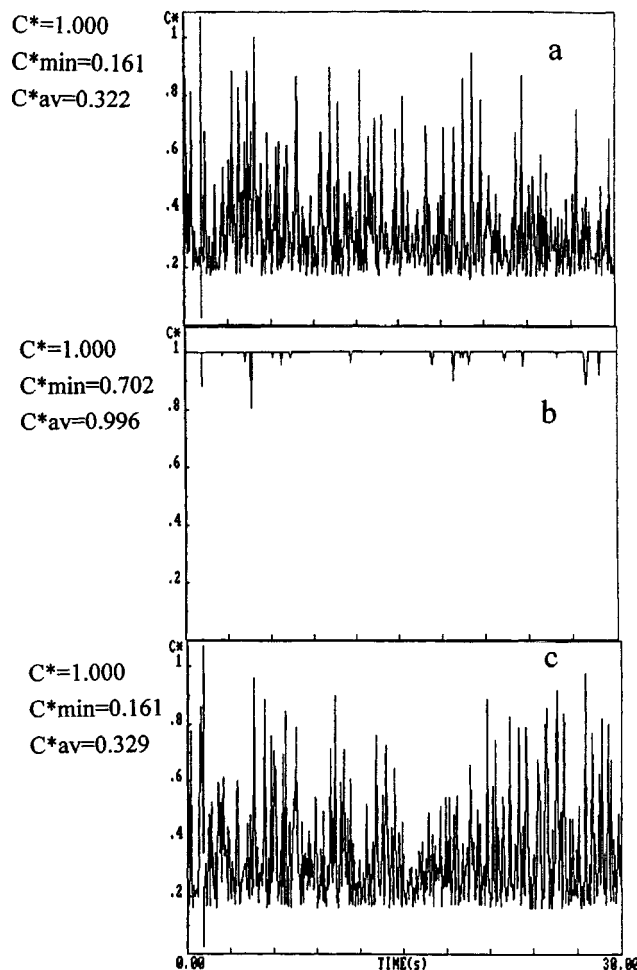 C*=1.000
C*min=0.161
C*av=0.322
C*
1
.8
.6
.4
.2
a
C*=1.000
C*min=0.702
C*av=0.996
C*
1
.8
.6
.4
.2
b
C*=1.000
C*min=0.161
C*av=0.329
C*
1
.8
.6
.4
.2
c
0.00 TIME(s) 30.00